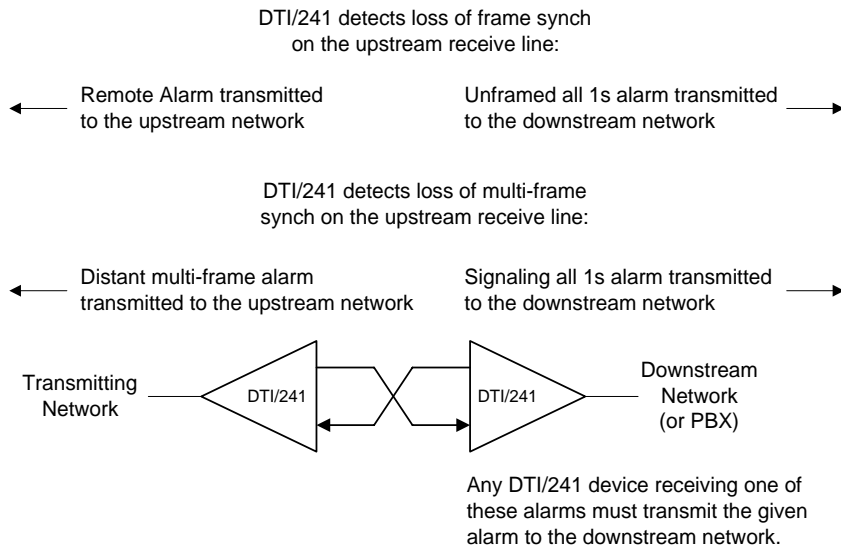 DTI/241 detects loss of frame synch
on the upstream receive line:
Remote Alarm transmitted
to the upstream network
Unframed all 1s alarm transmitted
to the downstream network
DTI/241 detects loss of multi-frame
synch on the upstream receive line:
Distant multi-frame alarm
transmitted to the upstream network
Signaling all 1s alarm transmitted
to the downstream network
Transmitting
Network
DTI/241
DTI/241
Downstream
Network
(or PBX)
Any DTI/241 device receiving one of
these alarms must transmit the given
alarm to the downstream network.